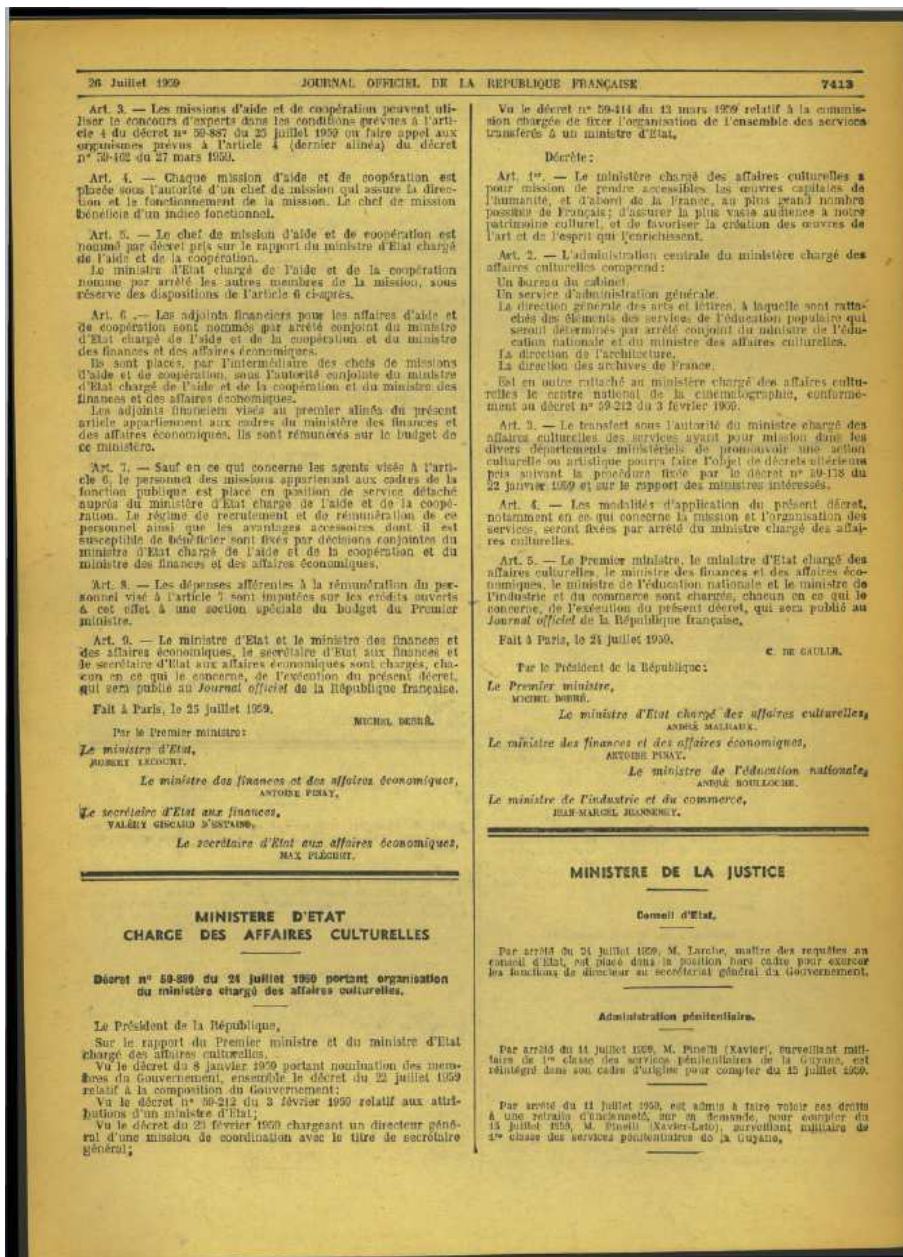 26 Juillet 1959 JOURNAL OFFICIEL DE LA REPUBLIQUE FRANÇAISE 7413
Art. 3. — Les missions d'aide et de coopération peuvent uti-
liser le concours d'experts dans les conditions prévues à l'arti-
cle 4 du décret n° 59-887 du 25 juillet 1959 ou faire appel aux
organismes prévus à l'article 4 (dernier alinéa) du décret
n° 59-462 du 27 mars 1959.
Art. 4. — Chaque mission d'aide et de coopération est
placée sous l'autorité d'un chef de mission qui assure la direc-
tion et le fonctionnement de la mission. Le chef de mission
bénéficie d'un indice fonctionnel.
Art. 5. — Le chef de mission d'aide et de coopération est
nommé par décret pris sur le rapport du ministre d'Etat chargé
de l'aide et de la coopération.
Le ministre d'Etat chargé de l'aide et de la coopération
nomme par arrêté les autres membres de la mission, sous
réserve des dispositions de l'article 6 ci-après.
Art. 6 .— Les adjoints financiers pour les affaires d'aide et
de coopération sont nommés par arrêté conjoint du ministre
d'Etat chargé de l'aide et de la coopération et du ministre
des finances et des affaires économiques.
Ils sont placés, par l'intermédiaire des chefs de missions
d'aide et de coopération, sous l'autorité conjointe du ministre
d'Etat chargé de l'aide et de la coopération et du ministre des
finances et des affaires économiques.
Les adjoints financiers visés au premier alinéa du présent
article appartiennent aux cadres du ministère des finances et
des affaires économiques. Ils sont rémunérés sur le budget de
ce ministère.
Art. 7. — Sauf en ce qui concerne les agents visés à l'arti-
cle 6, le personnel des missions appartenant aux cadres de la
fonction publique est placé en position de service détaché
auprès du ministère d'Etat chargé de l'aide et de la coopé-
ration. Le régime de recrutement et de rémunération de ce
personnel ainsi que les avantages accessoires dont il est
susceptible de bénéficier sont fixés par décisions conjointes du
ministre d'Etat chargé de l'aide et de la coopération et du
ministre des finances et des affaires économiques.
Art. 8. — Les dépenses afférentes à la rémunération du per-
sonnel visé à l'article 7 sont imputées sur les crédits ouverts
à cet effet à une section spéciale du budget du Premier
ministre.
Art. 9. — Le ministre d'Etat et le ministre des finances et
des affaires économiques, le secrétaire d'Etat aux finances et
le secrétaire d'Etat aux affaires économiques sont chargés, cha-
cun en ce qui le concerne, de l'exécution du présent décret,
qui sera publié au Journal officiel de la République française.
Fait à Paris, le 25 juillet 1959.
MICHEL DEBRÉ.
Par le Premier ministre:
Le ministre d'Etat,
ROBERT LECOURT.
Le ministre des finances et des affaires économiques,
ANTOINE PINAY.
Le secrétaire d'Etat aux finances,
VALÉRY GISCARD D'ESTAING.
Le secrétaire d'Etat aux affaires économiques,
MAX FLÉCHET.
MINISTERE D'ETAT
CHARGE DES AFFAIRES CULTURELLES
Décret n° 59-889 du 24 juillet 1959 portant organisation
du ministère chargé des affaires culturelles.
Le Président de la République,
Sur le rapport du Premier ministre et du ministre d'Etat
chargé des affaires culturelles,
Vu le décret du 8 janvier 1959 portant nomination des mem-
bres du Gouvernement, ensemble le décret du 22 juillet 1959
relatif à la composition du Gouvernement;
Vu le décret n° 59-212 du 3 février 1959 relatif aux attri-
butions d'un ministre d'Etat;
Vu le décret du 23 février 1959 chargeant un directeur géné-
ral d'une mission de coordination avec le titre de secrétaire
général;
Vu le décret n° 59-414 du 13 mars 1959 relatif à la commis-
sion chargée de fixer l'organisation de l'ensemble des services
transférés à un ministre d'Etat,
Décrète:
Art. 1er. — Le ministère chargé des affaires culturelles a
pour mission de rendre accessibles les œuvres capitales de
l'humanité, et d'abord de la France, au plus grand nombre
possible de Français; d'assurer la plus vaste audience à notre
patrimoine culturel, et de favoriser la création des œuvres de
l'art et de l'esprit qui l'enrichissent.
Art. 2. — L'administration centrale du ministère chargé des
affaires culturelles comprend:
Un bureau du cabinet.
Un service d'administration générale.
La direction générale des arts et lettres, à laquelle sont ratta-
chés des éléments des services de l'éducation populaire qui
seront déterminés par arrêté conjoint du ministre de l'édu-
cation nationale et du ministre des affaires culturelles.
La direction de l'architecture.
La direction des archives de France.
Est en outre rattaché au ministère chargé des affaires cultu-
relles le centre national de la cinématographie, conformé-
ment au décret n° 59-212 du 3 février 1959.
Art. 3. — Le transfert sous l'autorité du ministre chargé des
affaires culturelles des services ayant pour mission dans les
divers départements ministériels de promouvoir une action
culturelle ou artistique pourra faire l'objet de décrets ultérieurs
pris suivant la procédure fixée par le décret n° 59-178 du
22 janvier 1959 et sur le rapport des ministres intéressés.
Art. 4. — Les modalités d'application du présent décret,
notamment en ce qui concerne la mission et l'organisation des
services, seront fixées par arrêté du ministre chargé des affai-
res culturelles.
Art. 5. — Le Premier ministre, le ministre d'Etat chargé des
affaires culturelles, le ministre des finances et des affaires éco-
nomiques, le ministre de l'éducation nationale et le ministre de
l'industrie et du commerce sont chargés, chacun en ce qui le
concerne, de l'exécution du présent décret, qui sera publié au
Journal officiel de la République française.
Fait à Paris, le 24 juillet 1959.
C. DE GAULLE.
Par le Président de la République:
Le Premier ministre,
MICHEL DEBRÉ.
Le ministre d'Etat chargé des affaires culturelles,
ANDRÉ MALRAUX.
Le ministre des finances et des affaires économiques,
ANTOINE PINAY.
Le ministre de l'éducation nationale,
ANDRÉ BOULLOCHE.
Le ministre de l'industrie et du commerce,
JEAN-MARCEL JEANNENEY.
MINISTERE DE LA JUSTICE
Conseil d'Etat.
Par arrêté du 24 juillet 1959, M. Larche, maître des requêtes au
conseil d'Etat, est placé dans la position hors cadre pour exercer
les fonctions de directeur au secrétariat général du Gouvernement.
Administration pénitentiaire.
Par arrêté du 11 juillet 1959, M. Pinelli (Xavier), surveillant mili-
taire de 1re classe des services pénitentiaires de la Guyane, est
réintégré dans son cadre d'origine pour compter du 15 juillet 1959.
Par arrêté du 11 juillet 1959, est admis à faire valoir ses droits
à une retraite d'ancienneté, sur sa demande, pour compter du
15 juillet 1959, M. Pinelli (Xavier-Leto), surveillant militaire de
1re classe des services pénitentiaires de la Guyane.